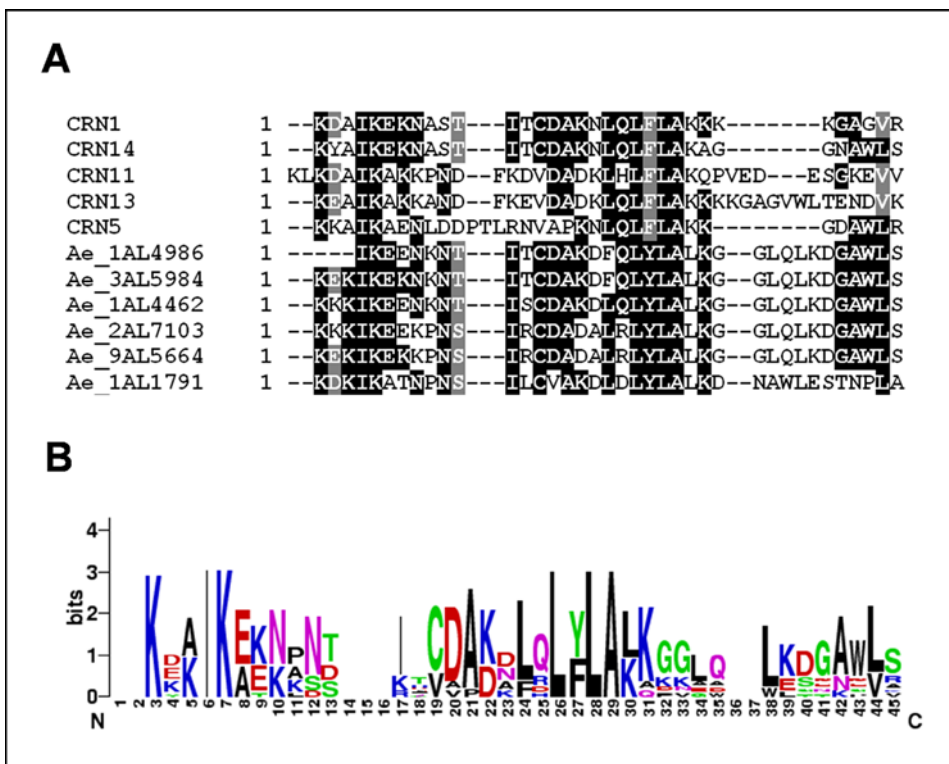 A
CRN1 1 --KDAIKEKNAST---ITCDAKNLQLFLAKKK-------KGAGVR
CRN14 1 --KYAIKEKNAST---ITCDAKNLQLFLAKAG-------GNAWLS
CRN11 1 KLKDAIKAKKPND--FKDVDADKLHLFLAKQPVED---ESGKEVV
CRN13 1 --KEAIKAKKAND--FKEVDADKLQLFLAKKKKGAGVWLTENDVK
CRN5 1 --KKAIKAENLDDPTLRNVAPKNLQLFLAKK--------GDAWLR
Ae_1AL4986 1 -----IKEENKNT---ITCDAKDFQLYLALKG--GLQLKDGAWLS
Ae_3AL5984 1 --KEKIKEKNKNT---ITCDAKDFQLYLALKG--GLQLKDGAWLS
Ae_1AL4462 1 --KKKIKEENKNT---ISCDAKDLQLYLALKG--GLQLKDGAWLS
Ae_2AL7103 1 --KKKIKEEKPNS---IRCDADALRLYLALKG--GLQLKDGAWLS
Ae_9AL5664 1 --KEKIKEKKPNS---IRCDADALRLYLALKG--GLQLKDGAWLS
Ae_1AL1791 1 --KDKIKATNPNS---ILCVAKDLDLYLALKD--NAWLESTNPLA
B
bits
4
3
2
1
0
N 1 2 3 4 5 6 7 8 9 10 11 12 13 14 15 16 17 18 19 20 21 22 23 24 25 26 27 28 29 30 31 32 33 34 35 36 37 38 39 40 41 42 43 44 45 C